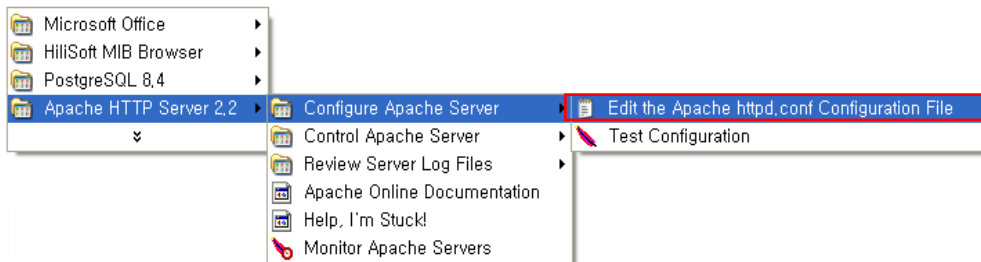 Microsoft Office
HiliSoft MIB Browser
PostgreSQL 8,4
Apache HTTP Server 2,2
Configure Apache Server
Control Apache Server
Review Server Log Files
Apache Online Documentation
Help, I'm Stuck!
Monitor Apache Servers
Edit the Apache httpd,conf Configuration File
Test Configuration